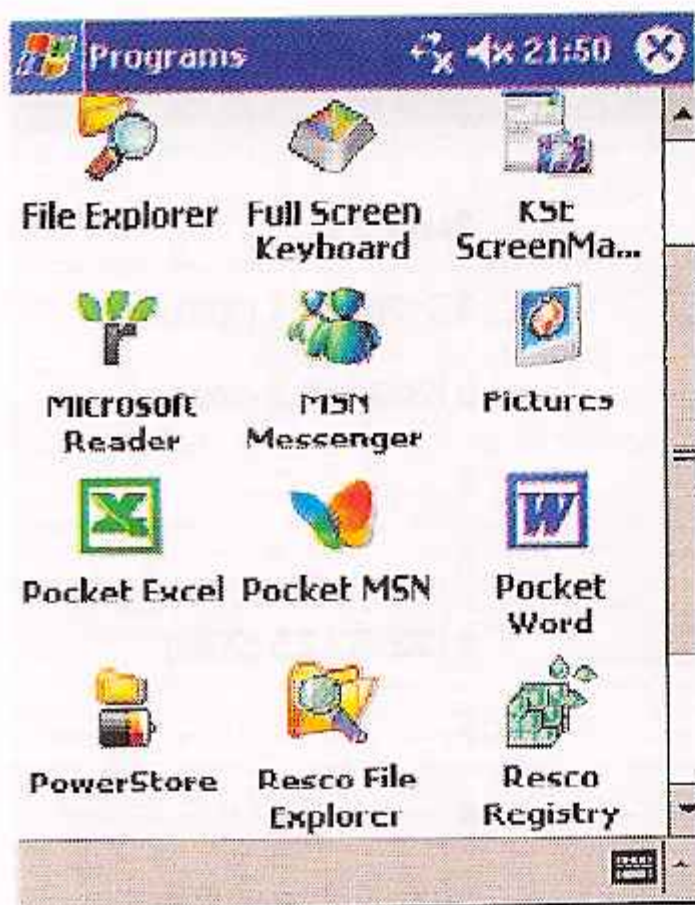 Programs 21:50
File Explorer Full Screen KSE
Keyboard ScreenMa...
Microsoft MSN Pictures
Reader Messenger
Pocket Excel Pocket MSN Pocket
Word
PowerStore Resco File Resco
Explorer Registry